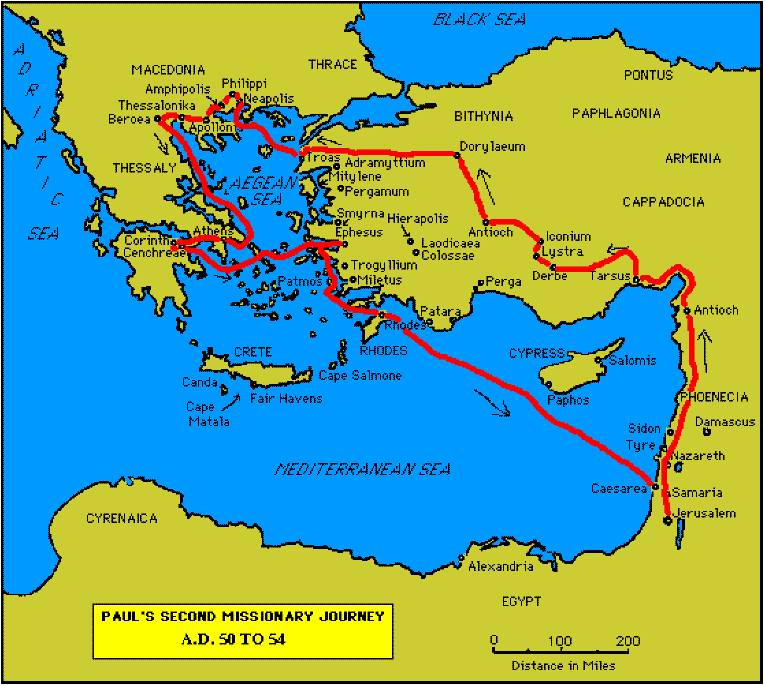 BLACK SEA
ADRIATIC SEA
MACEDONIA
THRACE
PONTUS
Philippi
Amphipolis
Neapolis
Thessalonika
Beroea
Apolloni
BITHYNIA
PAPHLAGONIA
Dorylaeum
ARMENIA
Troas
Adramyttium
THESSALY
AEGEAN SEA
Mitylene
Pergamum
CAPPADOCIA
Smyrna
Hierapolis
Antioch
Iconium
Athens
Corinth
Cenchreae
Ephesus
Laodicaea
Colossae
Lystra
Derbe
Tarsus
Trogyllium
Miletus
Patmos
Perga
Patara
Antioch
Rhodes
RHODES
CRETE
CYPRESS
Salomis
Cape Salmone
Canda
Fair Havens
Cape Matala
Paphos
PHOENECIA
Sidon
Damascus
Tyre
Nazareth
MEDITERRANEAN SEA
Caesarea
Samaria
Jerusalem
CYRENAICA
Alexandria
EGYPT
PAUL'S SECOND MISSIONARY JOURNEY
A.D. 50 TO 54
0 100 200
Distance in Miles